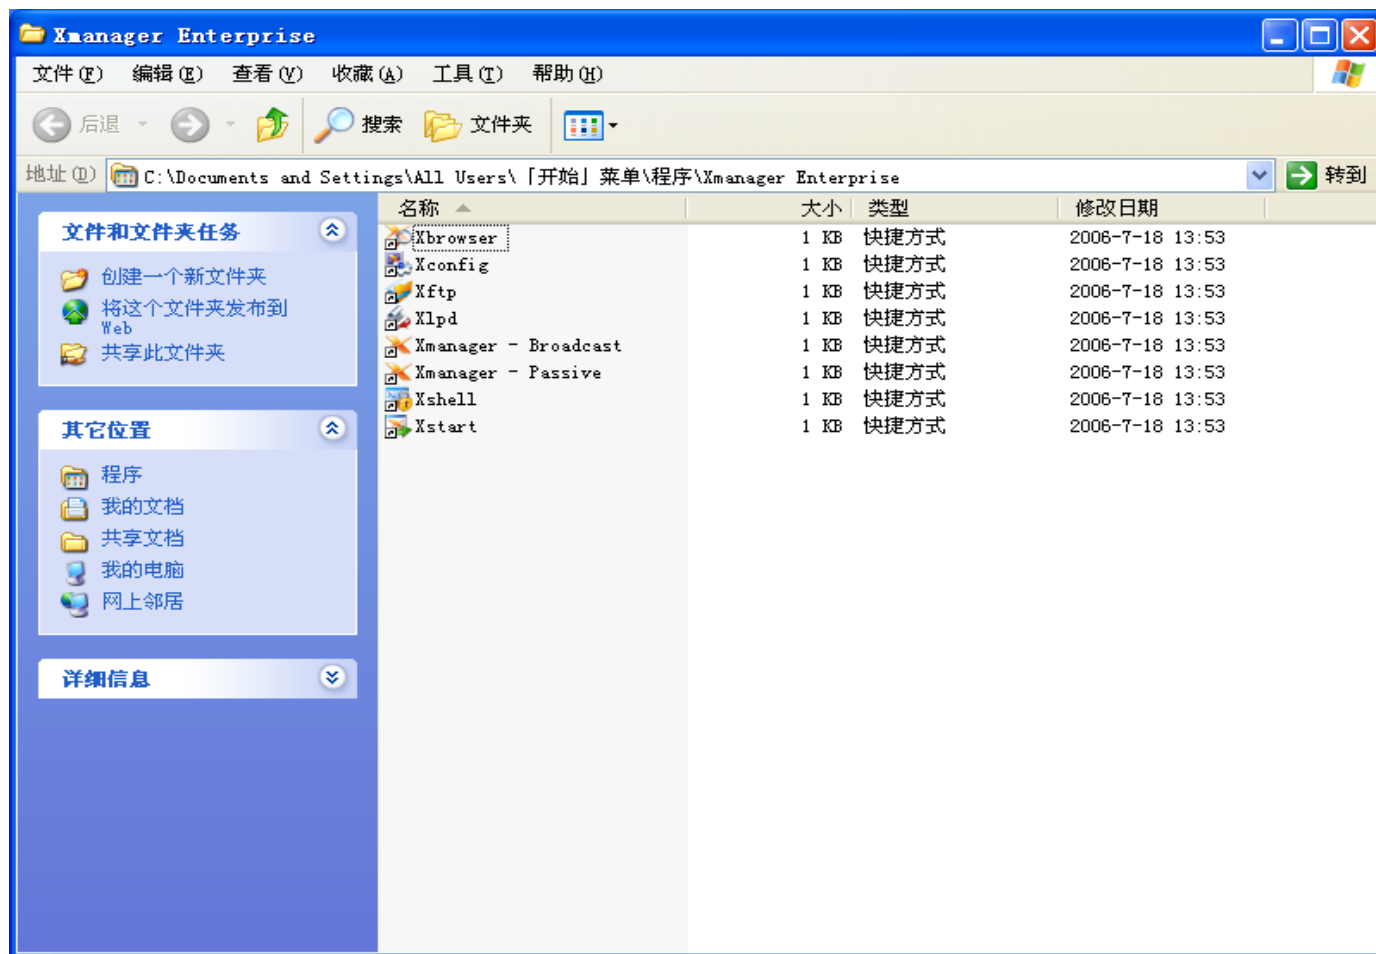 Xmanager Enterprise
文件(F) 编辑(E) 查看(V) 收藏(A) 工具(T) 帮助(H)
后退 搜索 文件夹
地址(D) C:\Documents and Settings\All Users\「开始」菜单\程序\Xmanager Enterprise 转到
文件和文件夹任务
创建一个新文件夹
将这个文件夹发布到
Web
共享此文件夹
其它位置
程序
我的文档
共享文档
我的电脑
网上邻居
详细信息
名称 大小 类型 修改日期
Xbrowser 1 KB 快捷方式 2006-7-18 13:53
Xconfig 1 KB 快捷方式 2006-7-18 13:53
Xftp 1 KB 快捷方式 2006-7-18 13:53
Xlpd 1 KB 快捷方式 2006-7-18 13:53
Xmanager - Broadcast 1 KB 快捷方式 2006-7-18 13:53
Xmanager - Passive 1 KB 快捷方式 2006-7-18 13:53
Xshell 1 KB 快捷方式 2006-7-18 13:53
Xstart 1 KB 快捷方式 2006-7-18 13:53